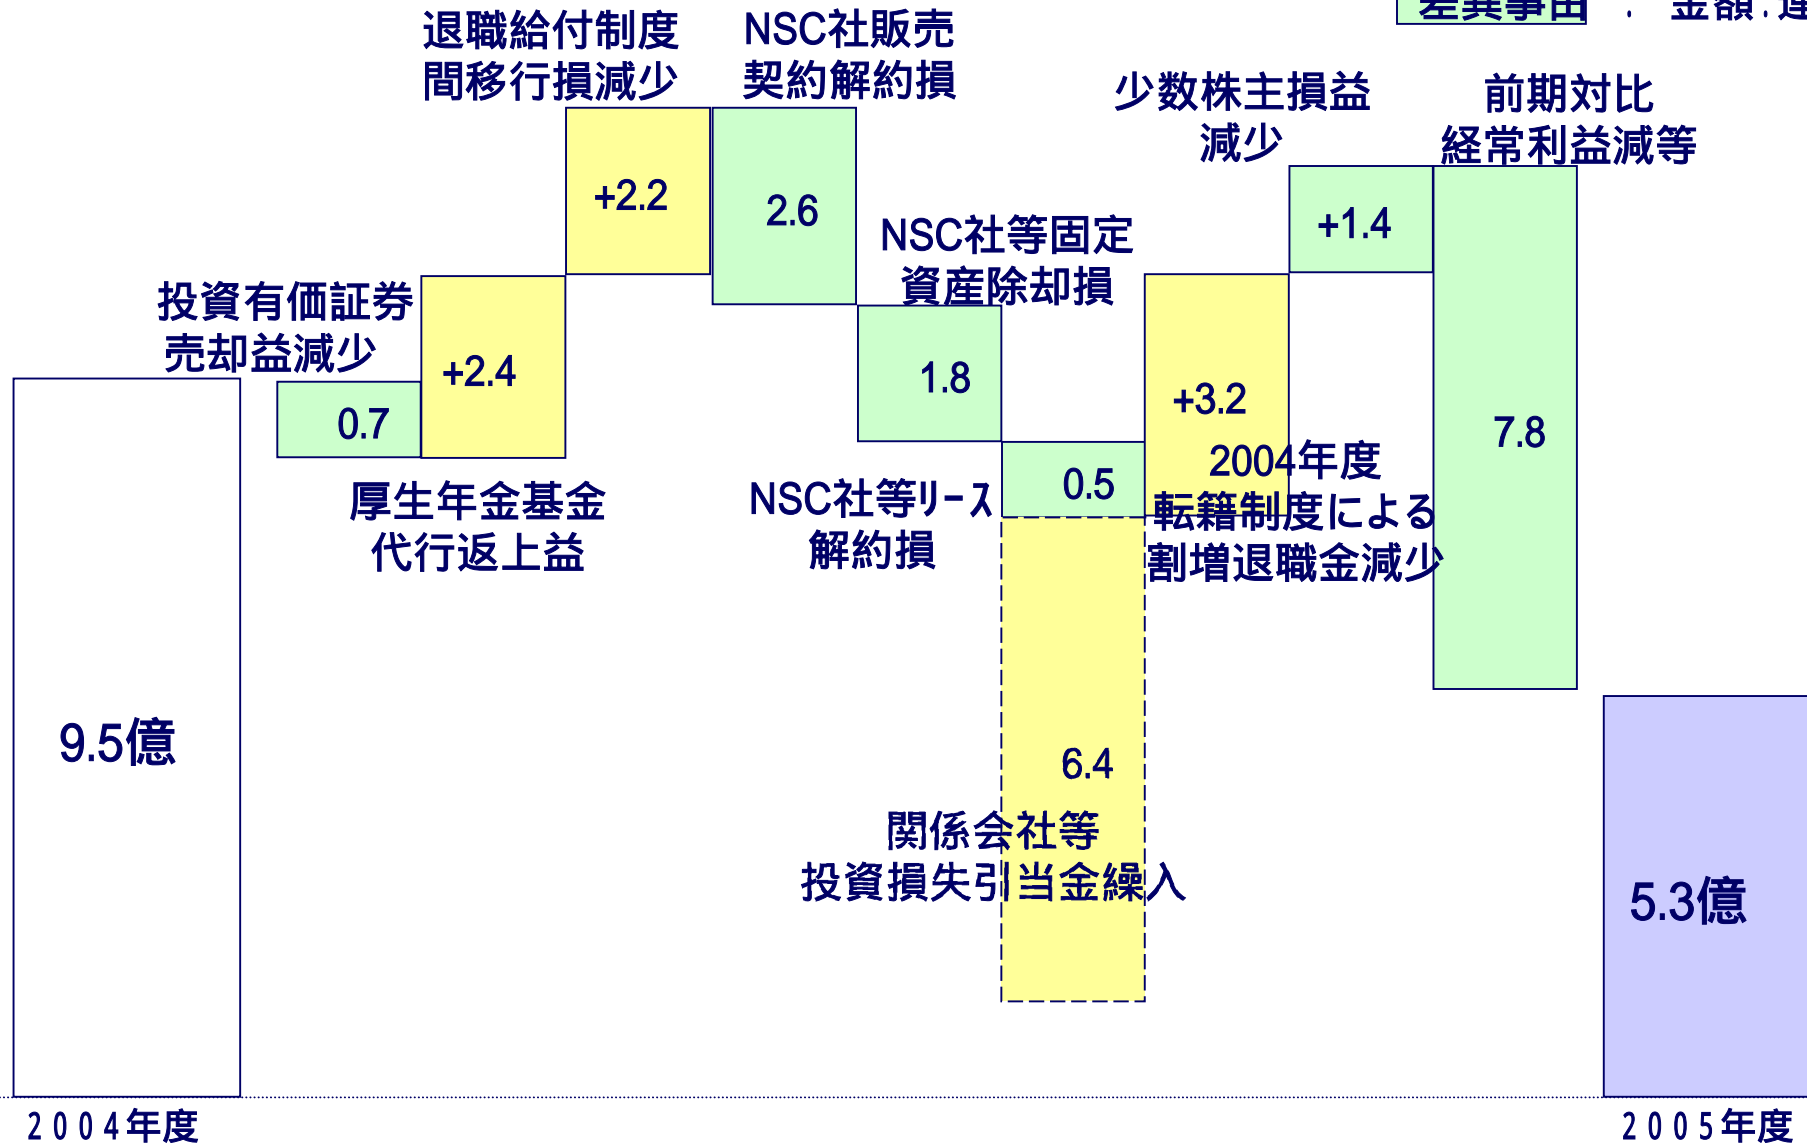 差異事由 : 金額:連
退職給付制度
間移行損減少
NSC社販売
契約解約損
少数株主損益
減少
前期対比
経常利益減等
+2.2
2.6
+1.4
NSC社等固定
資産除却損
投資有価証券
売却益減少
+2.4
1.8
+3.2
0.7
7.8
2004年度
転籍制度による
割増退職金減少
0.5
厚生年金基金
代行返上益
NSC社等リース
解約損
9.5億
6.4
関係会社等
投資損失引当金繰入
5.3億
2004年度
2005年度